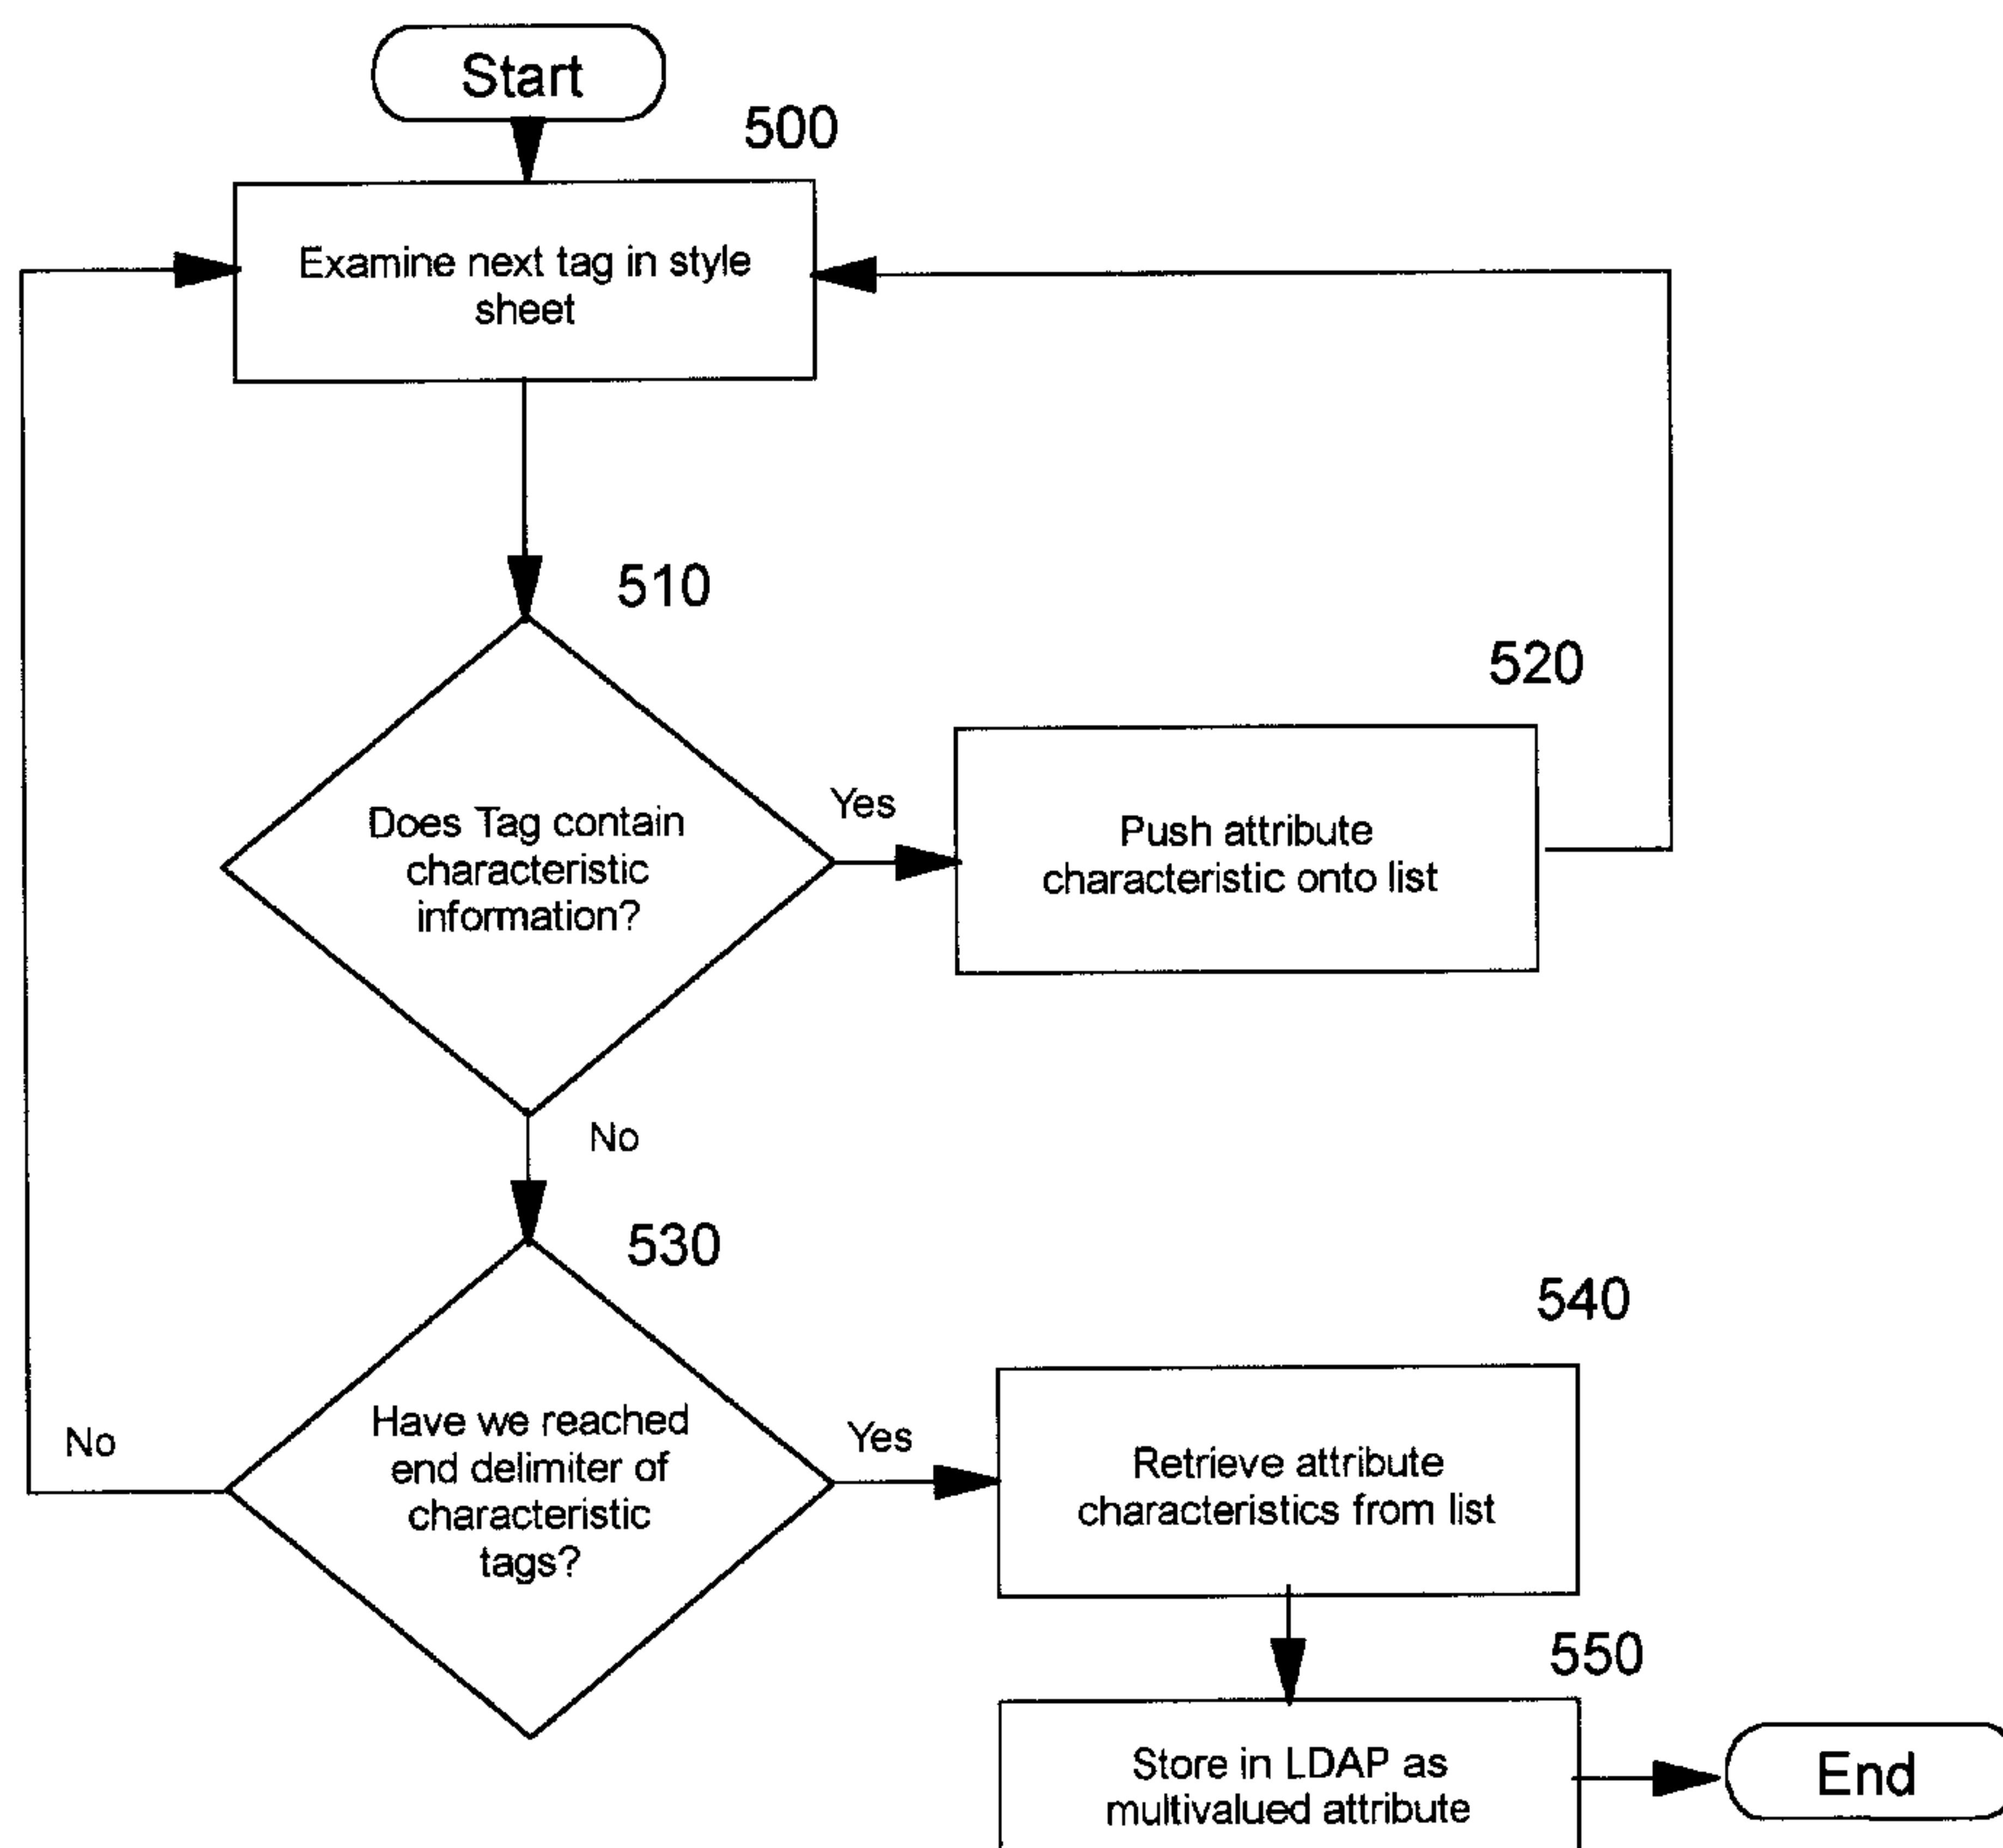 Start
500
Examine next tag in style
sheet
510
Does Tag contain
characteristic
information?
Yes
520
Push attribute
characteristic onto list
No
530
Have we reached
end delimiter of
characteristic
tags?
No
Yes
540
Retrieve attribute
characteristics from list
550
Store in LDAP as
multivalued attribute
End